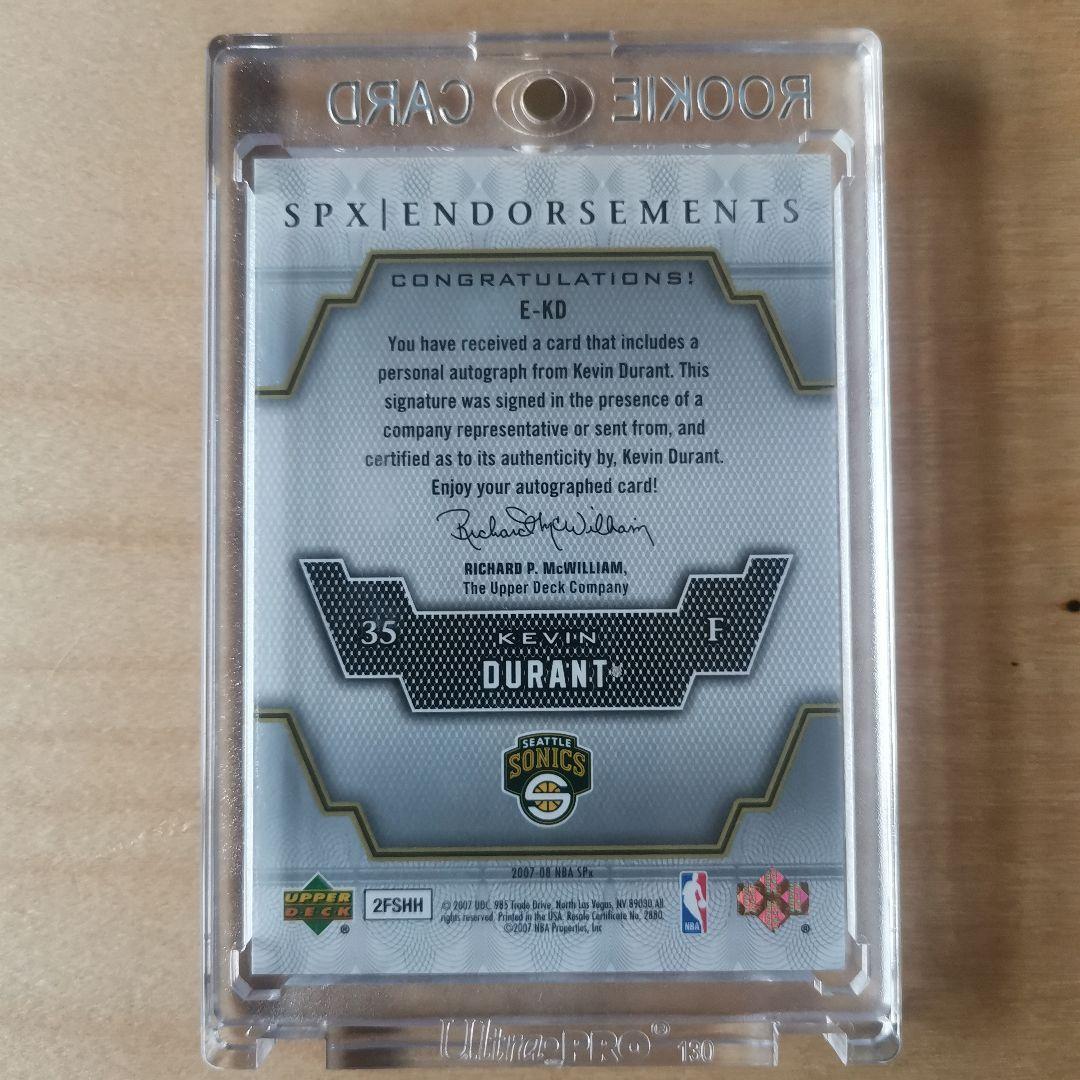 ROOKIE CARD
SPX|ENDORSEMENTS
CONGRATULATIONS!
E-KD
You have received a card that includes a
personal autograph from Kevin Durant. This
signature was signed in the presence of a
company representative or sent from, and
certified as to its authenticity by, Kevin Durant.
Enjoy your autographed card!
Richard McWilliam
RICHARD P. McWILLIAM,
The Upper Deck Company
35
KEVIN
F
DURANT
SEATTLE
SONICS
2007-08 NBA SPx
UPPER
DECK
®
2FSHH
© 2007 UDC, 985 Trade Drive, North Las Vegas, NV 89030. All
rights reserved. Printed in the USA. Resale Certificate No. 2880.
©2007 NBA Properties, Inc
NBA
®
Ultra PRO® 130